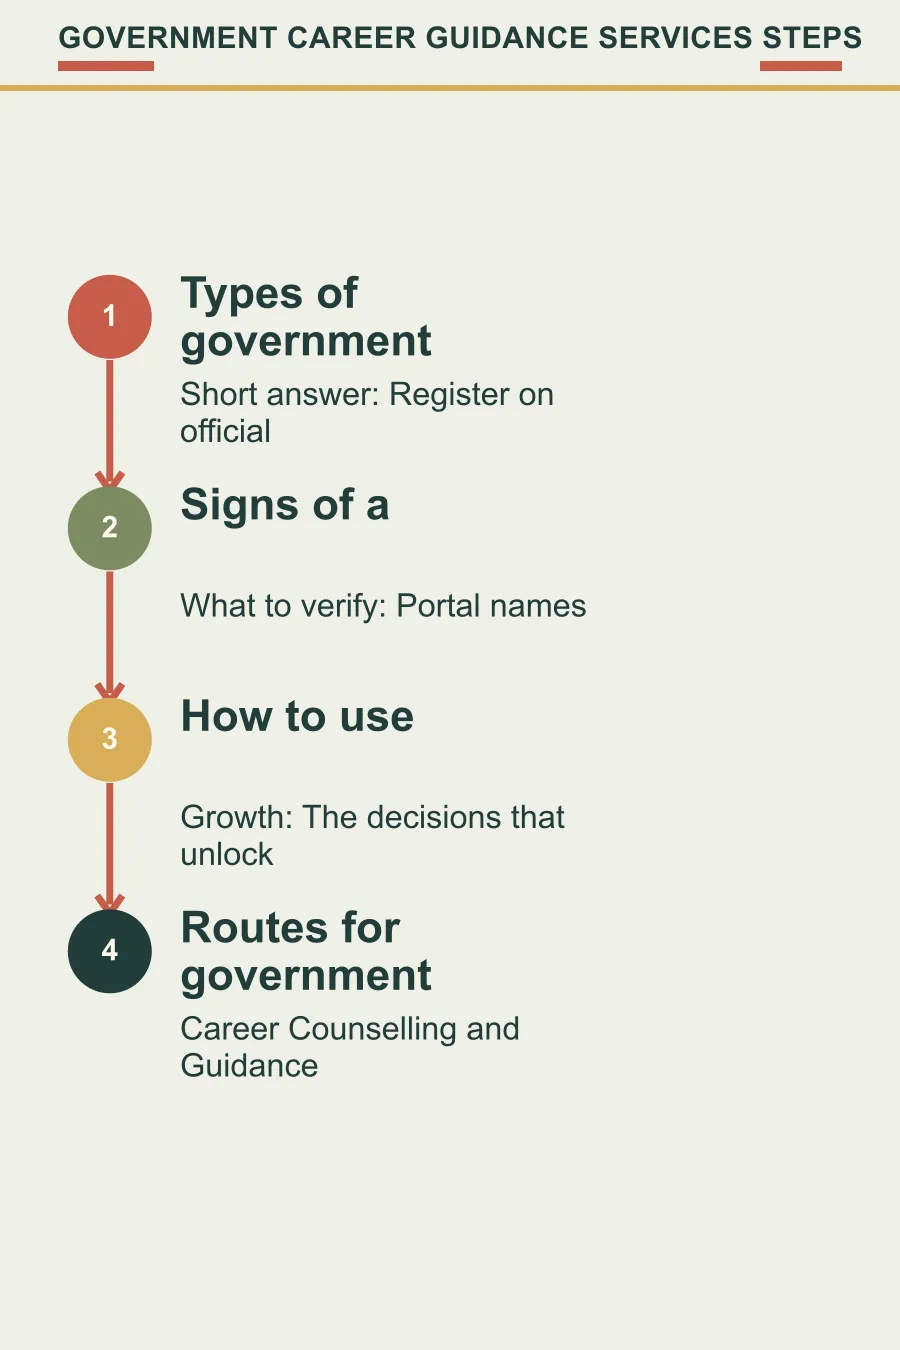 GOVERNMENT CAREER GUIDANCE SERVICES STEPS
1
Types of
government
Short answer: Register on
official
2
Signs of a
What to verify: Portal names
3
How to use
Growth: The decisions that
unlock
4
Routes for
government
Career Counselling and
Guidance